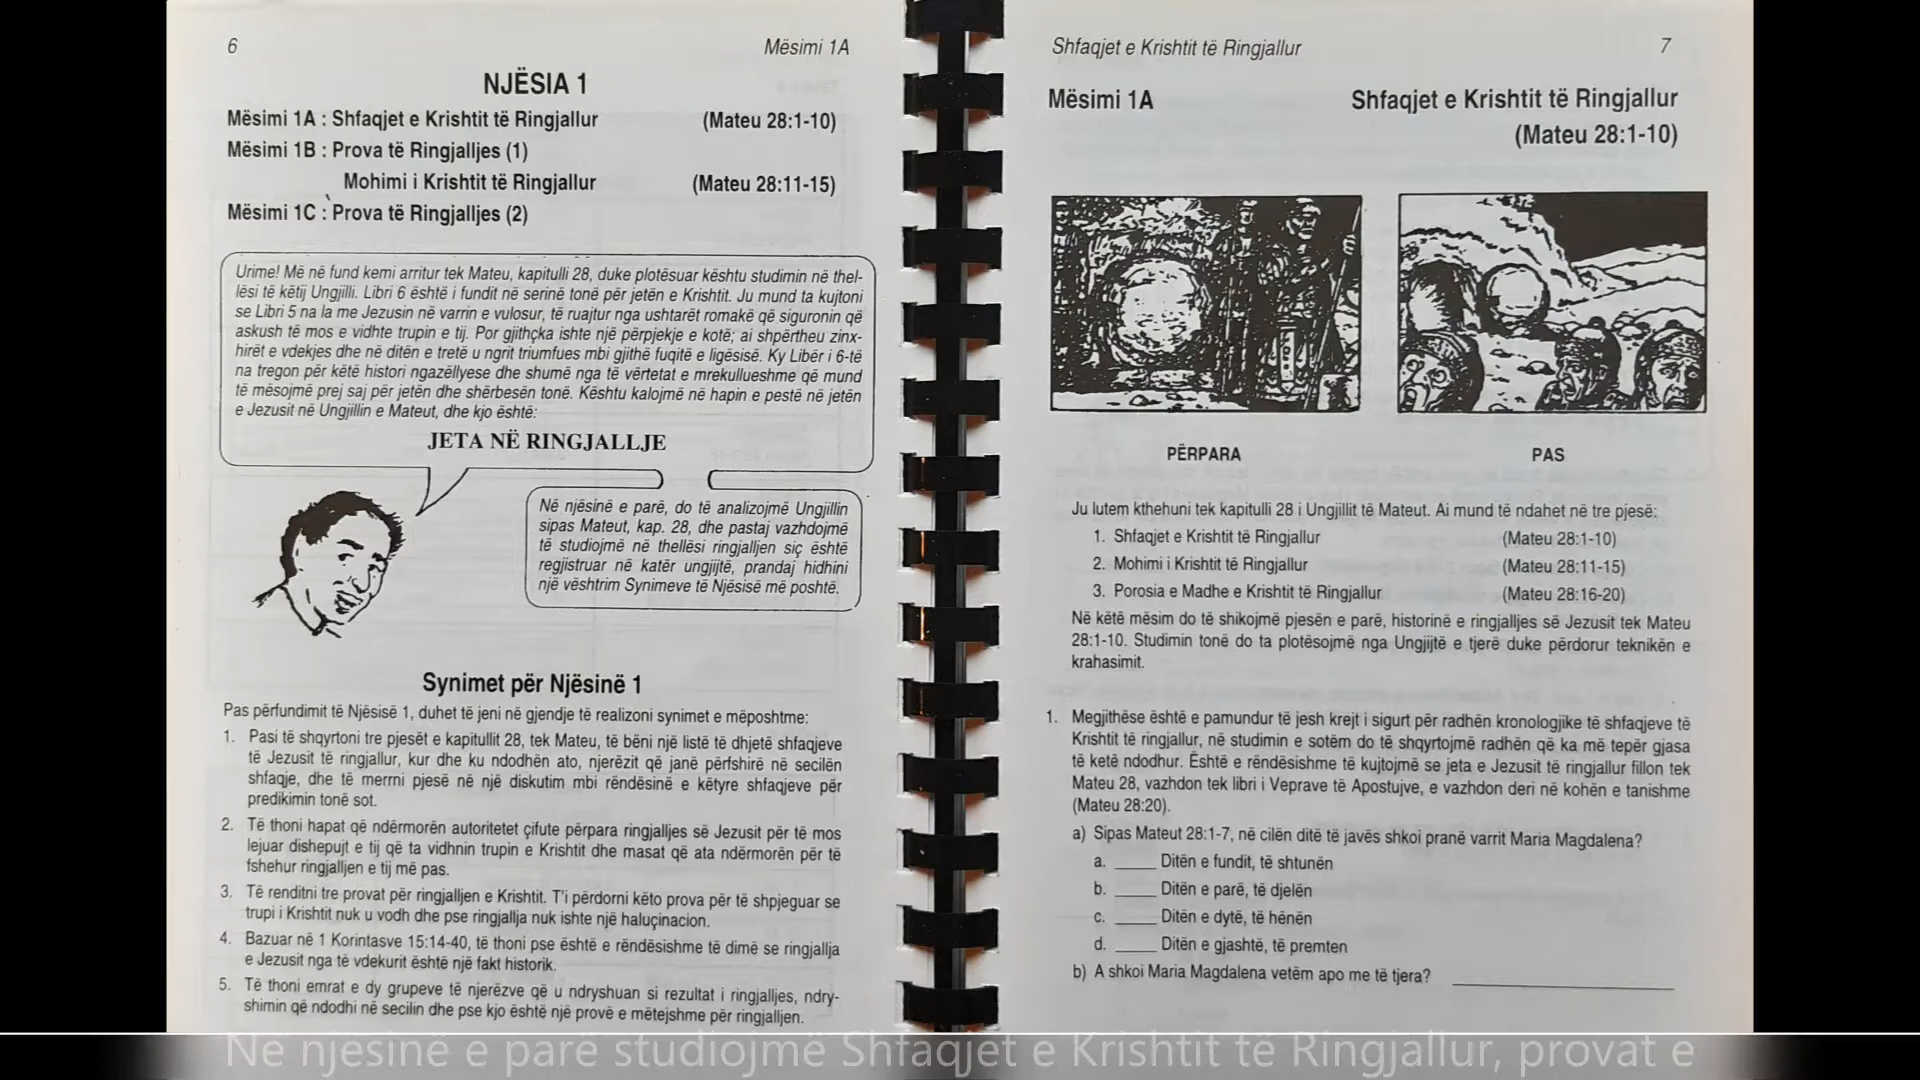 6
Mësimi 1A
NJËSIA 1
Mësimi 1A : Shfaqjet e Krishtit të Ringjallur (Mateu 28:1-10)
Mësimi 1B : Prova të Ringjalljes (1)
Mohimi i Krishtit të Ringjallur (Mateu 28:11-15)
Mësimi 1C : Prova të Ringjalljes (2)
Urime! Më në fund kemi arritur tek Mateu, kapitulli 28, duke plotësuar kështu studimin në thel-
lësi të këtij Ungjilli. Libri 6 është i fundit në serinë tonë për jetën e Krishtit. Ju mund ta kujtoni
se Libri 5 na la me Jezusin në varrin e vulosur, të ruajtur nga ushtarët romakë që siguronin që
askush të mos e vidhte trupin e tij. Por gjithçka ishte një përpjekje e kotë; ai shpërtheu zinx-
hirët e vdekjes dhe në ditën e tretë u ngrit triumfues mbi gjithë fuqitë e ligësisë. Ky Libër i 6-të
na tregon për këtë histori ngazëllyese dhe shumë nga të vërtetat e mrekullueshme që mund
të mësojmë prej saj për jetën dhe shërbesën tonë. Kështu kalojmë në hapin e pestë në jetën
e Jezusit në Ungjillin e Mateut, dhe kjo është:
JETA NË RINGJALLJE
Në njësinë e parë, do të analizojmë Ungjillin
sipas Mateut, kap. 28, dhe pastaj vazhdojmë
të studiojmë në thellësi ringjalljen siç është
regjistruar në katër ungjijtë, prandaj hidhini
një vështrim Synimeve të Njësisë më poshtë.
Synimet për Njësinë 1
Pas përfundimit të Njësisë 1, duhet të jeni në gjendje të realizoni synimet e mëposhtme:
1. Pasi të shqyrtoni tre pjesët e kapitullit 28, tek Mateu, të bëni një listë të dhjetë shfaqjeve
të Jezusit të ringjallur, kur dhe ku ndodhën ato, njerëzit që janë përfshirë në secilën
shfaqje, dhe të merrni pjesë në një diskutim mbi rëndësinë e këtyre shfaqjeve për
predikimin tonë sot.
2. Të thoni hapat që ndërmorën autoritetet çifute përpara ringjalljes së Jezusit për të mos
lejuar dishepujt e tij që ta vidhnin trupin e Krishtit dhe masat që ata ndërmorën për të
fshehur ringjalljen e tij më pas.
3. Të renditni tre provat për ringjalljen e Krishtit. T'i përdorni këto prova për të shpjeguar se
trupi i Krishtit nuk u vodh dhe pse ringjallja nuk ishte një haluçinacion.
4. Bazuar në 1 Korintasve 15:14-40, të thoni pse është e rëndësishme të dimë se ringjallja
e Jezusit nga të vdekurit është një fakt historik.
5. Të thoni emrat e dy grupeve të njerëzve që u ndryshuan si rezultat i ringjalljes, ndry-
shimin që ndodhi në secilin dhe pse kjo është një provë e mëtejshme për ringjalljen.
Shfaqjet e Krishtit të Ringjallur
7
Mësimi 1A Shfaqjet e Krishtit të Ringjallur
(Mateu 28:1-10)
PËRPARA PAS
Ju lutem kthehuni tek kapitulli 28 i Ungjillit të Mateut. Ai mund të ndahet në tre pjesë:
1. Shfaqjet e Krishtit të Ringjallur (Mateu 28:1-10)
2. Mohimi i Krishtit të Ringjallur (Mateu 28:11-15)
3. Porosia e Madhe e Krishtit të Ringjallur (Mateu 28:16-20)
Në këtë mësim do të shikojmë pjesën e parë, historinë e ringjalljes së Jezusit tek Mateu
28:1-10. Studimin tonë do ta plotësojmë nga Ungjijtë e tjerë duke përdorur teknikën e
krahasimit.
1. Megjithëse është e pamundur të jesh krejt i sigurt për radhën kronologjike të shfaqjeve të
Krishtit të ringjallur, në studimin e sotëm do të shqyrtojmë radhën që ka më tepër gjasa
të ketë ndodhur. Është e rëndësishme të kujtojmë se jeta e Jezusit të ringjallur fillon tek
Mateu 28, vazhdon tek libri i Veprave të Apostujve, e vazhdon deri në kohën e tanishme
(Mateu 28:20).
a) Sipas Mateut 28:1-7, në cilën ditë të javës shkoi pranë varrit Maria Magdalena?
a. _____ Ditën e fundit, të shtunën
b. _____ Ditën e parë, të djelën
c. _____ Ditën e dytë, të hënën
d. _____ Ditën e gjashtë, të premten
b) A shkoi Maria Magdalena vetëm apo me të tjera? ____________________
Në njësinë e parë studiojmë Shfaqjet e Krishtit të Ringjallur, provat e